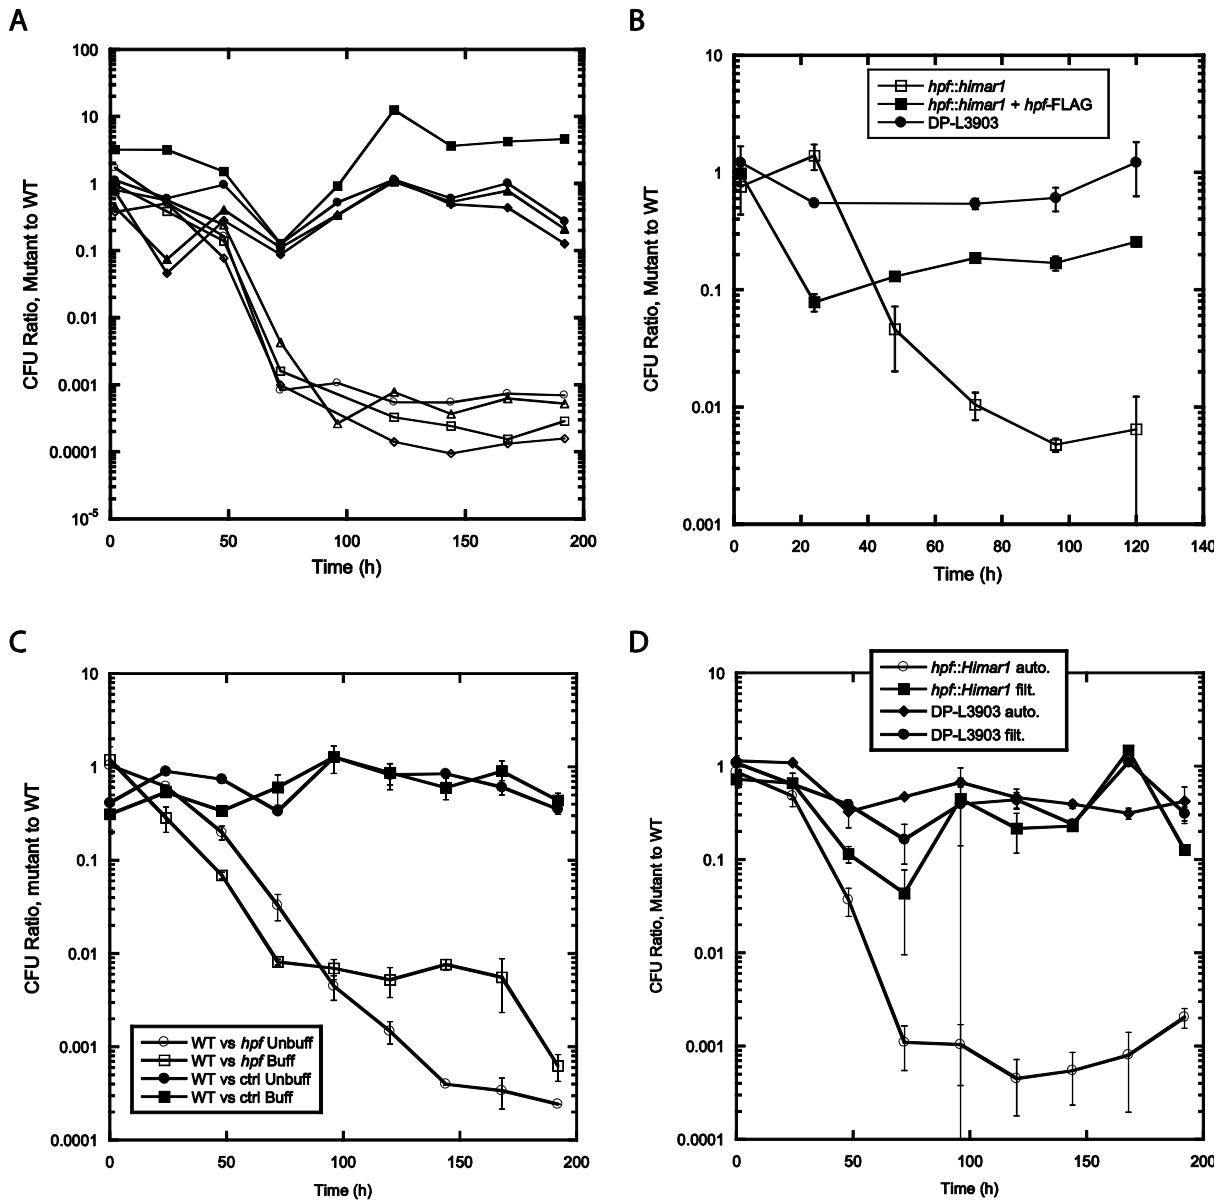 A
100
10
1
0.1
0.01
0.001
0.0001
10-5
CFU Ratio, Mutant to WT
0 50 100 150 200
Time (h)
B
10
1
0.1
0.01
0.001
CFU Ratio, Mutant to WT
hpf::himar1
hpf::himar1 + hpf-FLAG
DP-L3903
0 20 40 60 80 100 120 140
Time (h)
C
10
1
0.1
0.01
0.001
0.0001
CFU Ratio, mutant to WT
WT vs hpf Unbuff
WT vs hpf Buff
WT vs ctrl Unbuff
WT vs ctrl Buff
0 50 100 150 200
Time (h)
D
10
1
0.1
0.01
0.001
0.0001
CFU Ratio, Mutant to WT
hpf::Himar1 auto.
hpf::Himar1 filt.
DP-L3903 auto.
DP-L3903 filt.
0 50 100 150 200
Time (h)